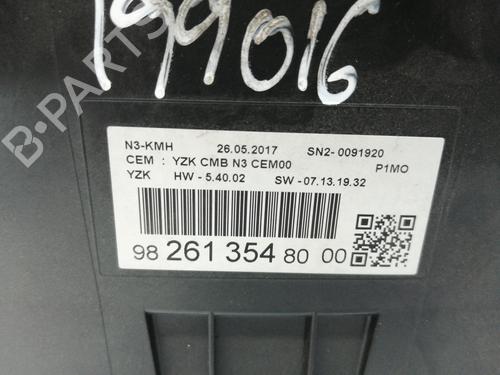 199016
N3-KMH 26.05.2017 SN2- 0091920
CEM : YZK CMB N3 CEM00 P1MO
YZK HW - 5.40.02 SW - 07.13.19.32
98 261 354 80 00
B-PARTS